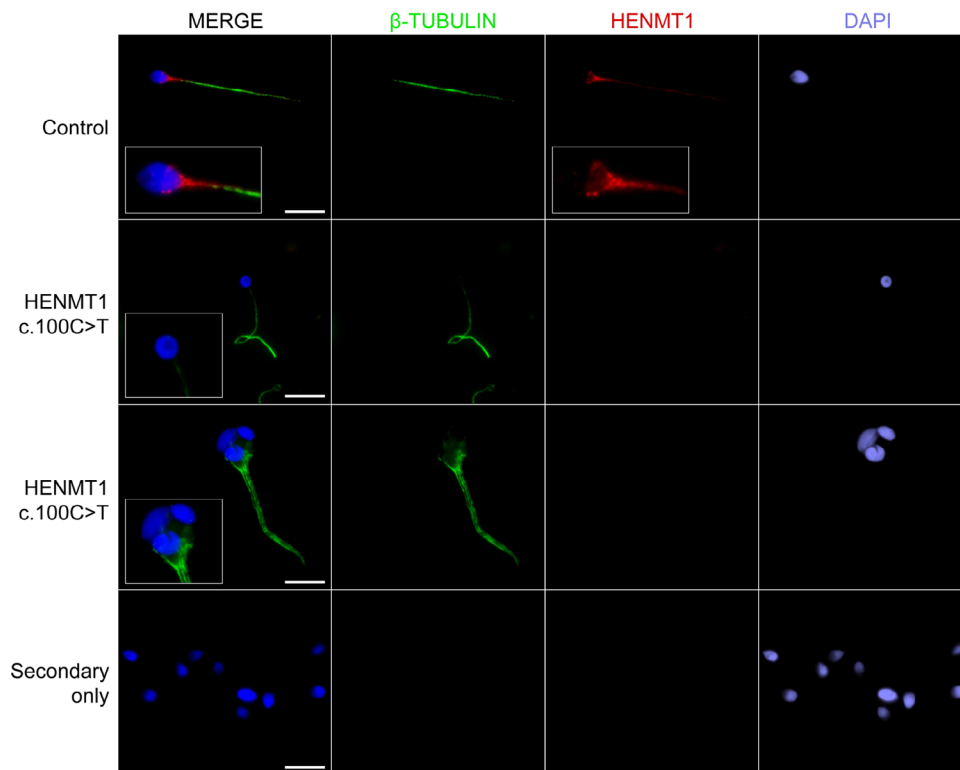 MERGE β-TUBULIN HENMT1 DAPI
Control
HENMT1
c.100C>T
HENMT1
c.100C>T
Secondary
only